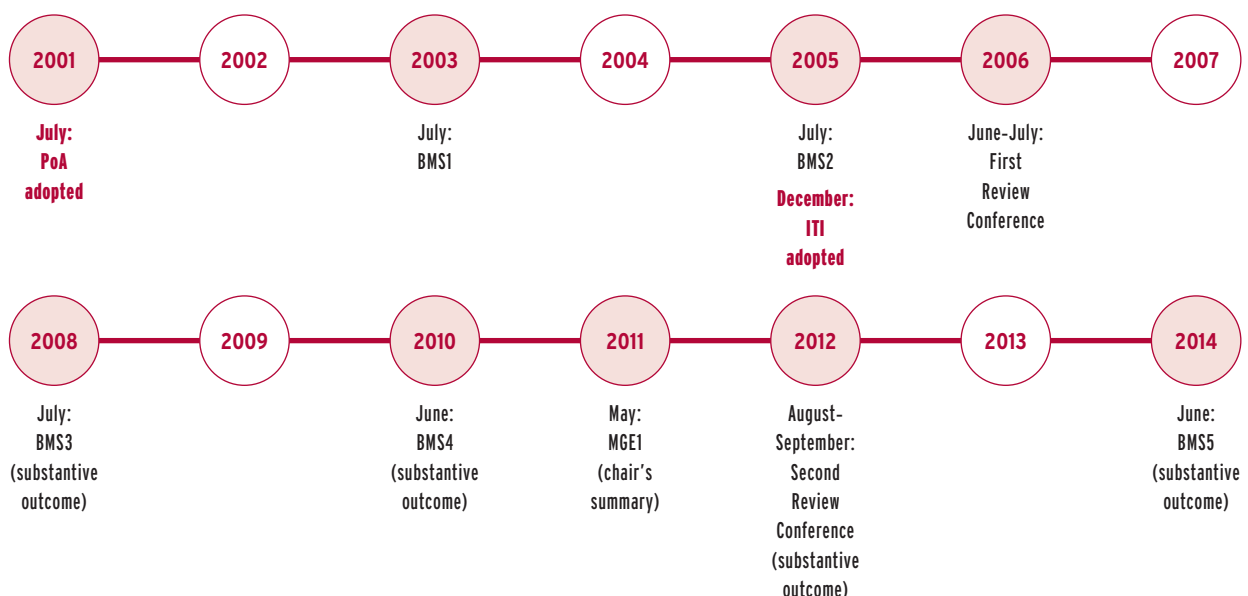 2001
2002
2003
2004
2005
2006
2007
July:
PoA
adopted
July:
BMS1
July:
BMS2
December:
ITI
adopted
June–July:
First
Review
Conference
2008
2009
2010
2011
2012
2013
2014
July:
BMS3
(substantive
outcome)
June:
BMS4
(substantive
outcome)
May:
MGE1
(chair’s
summary)
August–
September:
Second
Review
Conference
(substantive
outcome)
June:
BMS5
(substantive
outcome)